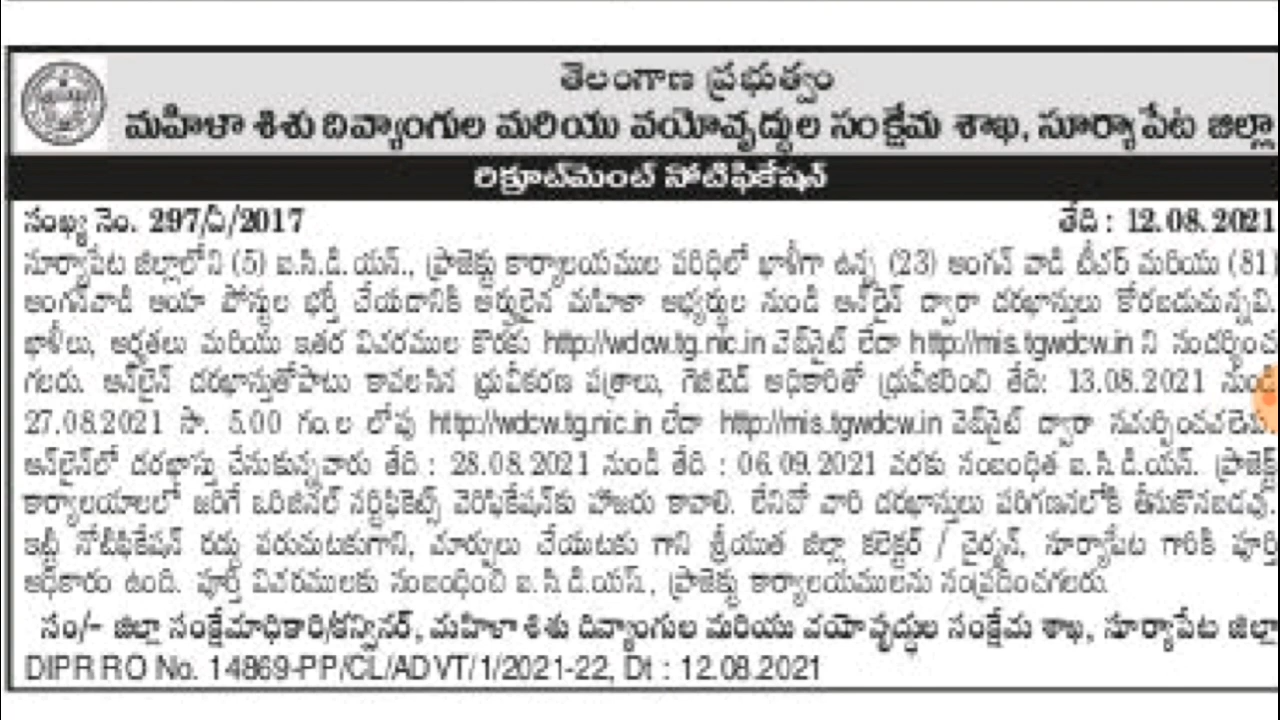 తెలంగాణ ప్రభుత్వం
మహిళా శిశు దివ్యాంగుల మరియు వయోవృద్ధుల సంక్షేమ శాఖ, సూర్యాపేట జిల్లా
రిక్రూట్‌మెంట్ నోటిఫికేషన్
సంఖ్య నెం. 297/ఏ/2017 తేది : 12.08.2021
సూర్యాపేట జిల్లాలోని (5) ఐ.సి.డి.యస్., ప్రాజెక్టు కార్యాలయముల పరిధిలో ఖాళీగా ఉన్న (23) అంగన్ వాడి టీచర్ మరియు (81)
అంగన్‌వాడీ ఆయా పోస్టుల భర్తీ చేయడానికి అర్హులైన మహిళా అభ్యర్థుల నుండి ఆన్‌లైన్ ద్వారా దరఖాస్తులు కోరబడుచున్నవి.
ఖాళీలు, అర్హతలు మరియు ఇతర వివరముల కొరకు http://wdcw.tg.nic.in వెబ్‌సైట్ లేదా http://mis.tgwdcw.in ని సందర్శించ
గలరు. ఆన్‌లైన్ దరఖాస్తుతోపాటు కావలసిన ధ్రువీకరణ పత్రాలు, గెజిటెడ్ అధికారితో ధ్రువీకరించి తేది: 13.08.2021 నుండి
27.08.2021 సా. 5.00 గం.ల లోపు http://wdcw.tg.nic.in లేదా http://mis.tgwdcw.in వెబ్‌సైట్ ద్వారా సమర్పించవలెను.
ఆన్‌లైన్‌లో దరఖాస్తు చేసుకున్నవారు తేది : 28.08.2021 నుండి తేది : 06.09.2021 వరకు సంబంధిత ఐ.సి.డి.యస్. ప్రాజెక్ట్
కార్యాలయాలలో జరిగే ఒరిజినల్ సర్టిఫికెట్స్ వెరిఫికేషన్‌కు హాజరు కావాలి. లేనిచో వారి దరఖాస్తులు పరిగణనలోకి తీసుకొనబడవు.
ఇట్టి నోటిఫికేషన్ రద్దు పరుచుటకుగాని, మార్పులు చేయుటకు గాని శ్రీయుత జిల్లా కలెక్టర్ / చైర్మన్, సూర్యాపేట గారికి పూర్తి
అధికారం ఉంది. పూర్తి వివరములకు సంబంధించి ఐ.సి.డి.యస్., ప్రాజెక్టు కార్యాలయములను సంప్రదించగలరు.
సం/- జిల్లా సంక్షేమాధికారి/కన్వినర్, మహిళా శిశు దివ్యాంగుల మరియు వయోవృద్ధుల సంక్షేమ శాఖ, సూర్యాపేట జిల్లా
DIPR RO No. 14869-PP/CL/ADVT/1/2021-22, Dt : 12.08.2021